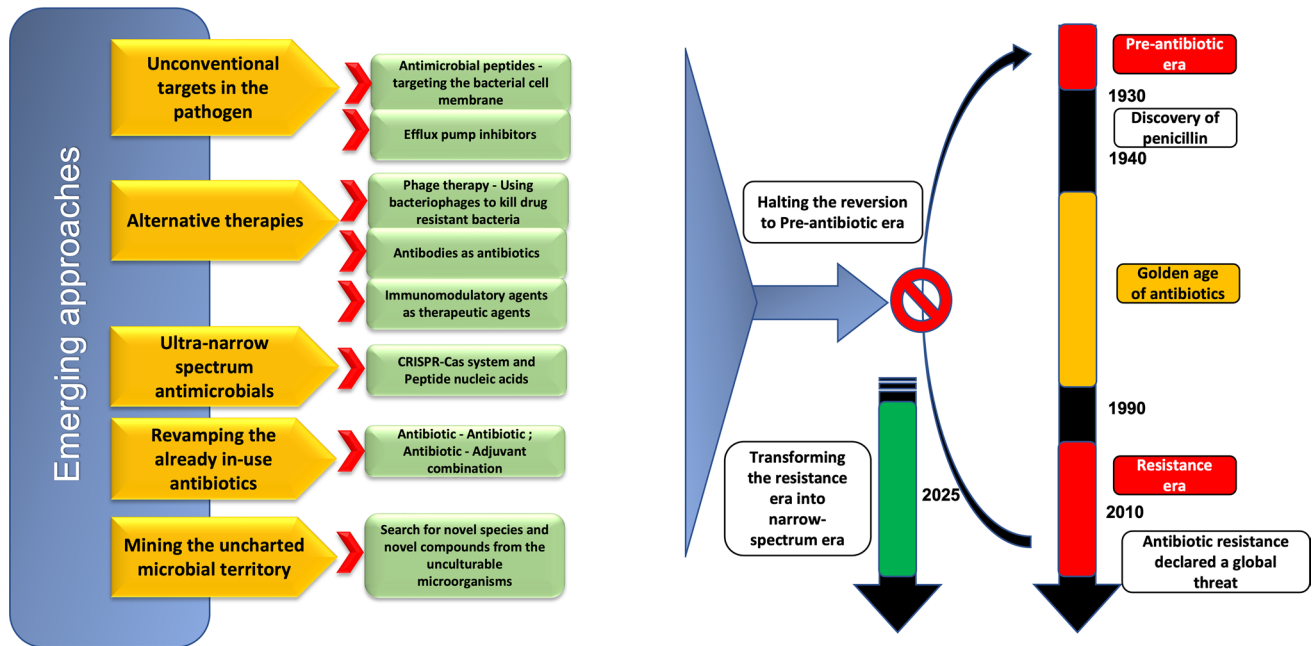 Emerging approaches
Unconventional
targets in the
pathogen
Antimicrobial peptides -
targeting the bacterial cell
membrane
Efflux pump inhibitors
Alternative therapies
Phage therapy - Using
bacteriophages to kill drug
resistant bacteria
Antibodies as antibiotics
Immunomodulatory agents
as therapeutic agents
Ultra-narrow
spectrum
antimicrobials
CRISPR-Cas system and
Peptide nucleic acids
Revamping the
already in-use
antibiotics
Antibiotic - Antibiotic ;
Antibiotic - Adjuvant
combination
Mining the uncharted
microbial territory
Search for novel species and
novel compounds from the
unculturable
microorganisms
Halting the reversion
to Pre-antibiotic era
Transforming
the resistance
era into
narrow-
spectrum era
2025
Pre-antibiotic
era
1930
Discovery of
penicillin
1940
Golden age
of antibiotics
1990
Resistance
era
2010
Antibiotic resistance
declared a global
threat